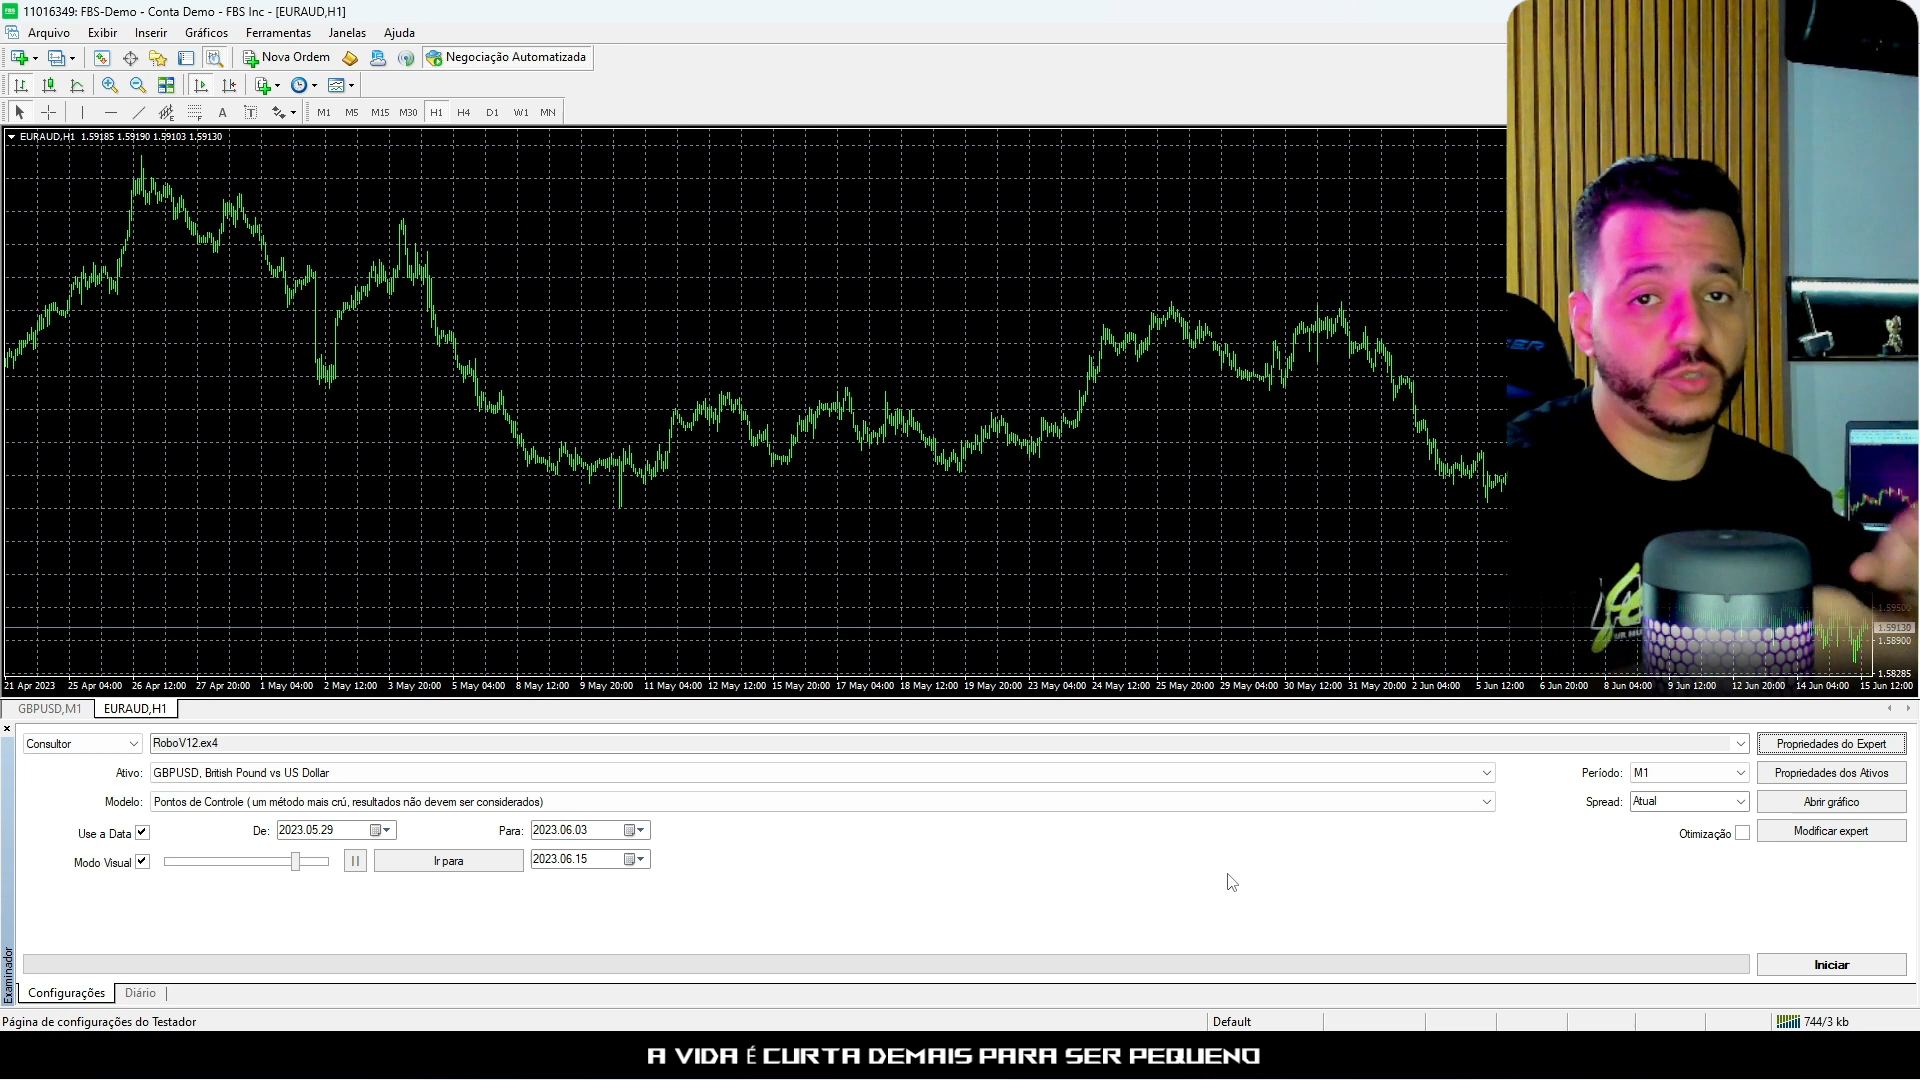 11016349: FBS-Demo - Conta Demo - FBS Inc - [EURAUD,H1]
Arquivo Exibir Inserir Gráficos Ferramentas Janelas Ajuda
Nova Ordem Negociação Automatizada
M1 M5 M15 M30 H1 H4 D1 W1 MN
EURAUD,H1 1.59185 1.59190 1.59103 1.59130
1.59500
1.59130
1.58900
1.58285
21 Apr 2023 25 Apr 04:00 26 Apr 12:00 27 Apr 20:00 1 May 04:00 2 May 12:00 3 May 20:00 5 May 04:00 8 May 12:00 9 May 20:00 11 May 04:00 12 May 12:00 15 May 20:00 17 May 04:00 18 May 12:00 19 May 20:00 23 May 04:00 24 May 12:00 25 May 20:00 29 May 04:00 30 May 12:00 31 May 20:00 2 Jun 04:00 5 Jun 12:00 6 Jun 20:00 8 Jun 04:00 9 Jun 12:00 12 Jun 20:00 14 Jun 04:00 15 Jun 12:00
GBPUSD,M1 EURAUD,H1
Consultor RoboV12.ex4 Propriedades do Expert
Ativo: GBPUSD, British Pound vs US Dollar Período: M1 Propriedades dos Ativos
Modelo: Pontos de Controle (um método mais crú, resultados não devem ser considerados) Spread: Atual Abrir gráfico
Use a Data De: 2023.05.29 Para: 2023.06.03 Otimização Modificar expert
Modo Visual Ir para 2023.06.15
Iniciar
Examinador
Configurações Diário
Página de configurações do Testador Default 744/3 kb
A VIDA É CURTA DEMAIS PARA SER PEQUENO